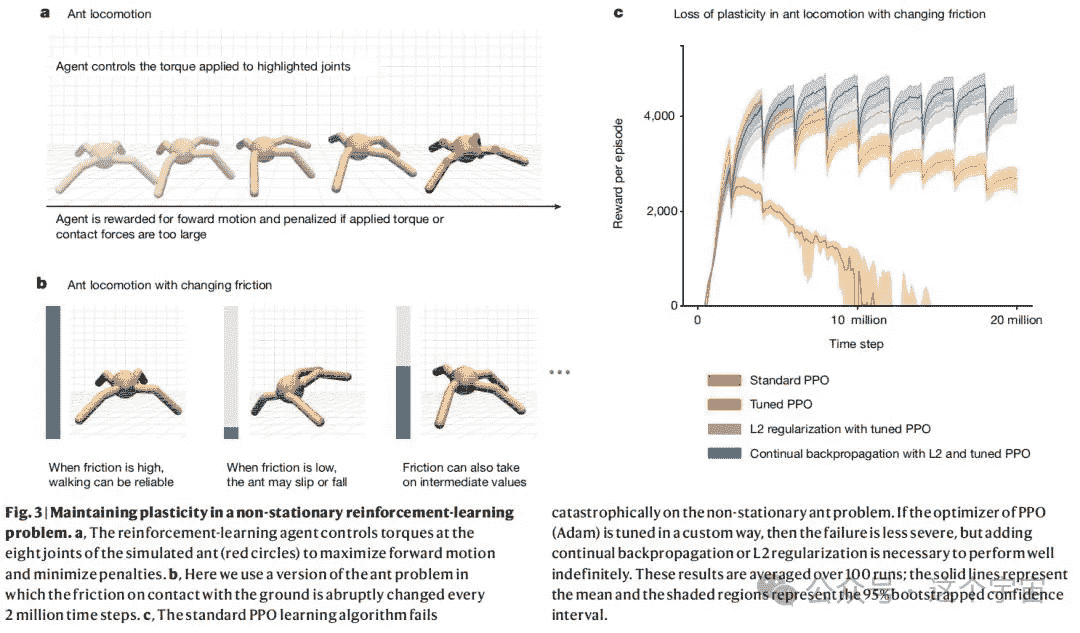 a Ant locomotion
Agent controls the torque applied to highlighted joints
Agent is rewarded for foward motion and penalized if applied torque or
contact forces are too large
b Ant locomotion with changing friction
When friction is high,
walking can be reliable
When friction is low,
the ant may slip or fall
Friction can also take
on intermediate values
c Loss of plasticity in ant locomotion with changing friction
Reward per episode
4,000
2,000
0
0 10 million 20 million
Time step
Standard PPO
Tuned PPO
L2 regularization with tuned PPO
Continual backpropagation with L2 and tuned PPO
Fig. 3 | Maintaining plasticity in a non-stationary reinforcement-learning
problem. a, The reinforcement-learning agent controls torques at the
eight joints of the simulated ant (red circles) to maximize forward motion
and minimize penalties. b, Here we use a version of the ant problem in
which the friction on contact with the ground is abruptly changed every
2 million time steps. c, The standard PPO learning algorithm fails
catastrophically on the non-stationary ant problem. If the optimizer of PPO
(Adam) is tuned in a custom way, then the failure is less severe, but adding
continual backpropagation or L2 regularization is necessary to perform well
indefinitely. These results are averaged over 100 runs; the solid lines represent
the mean and the shaded regions represent the 95% bootstrapped confidence
interval.
公众号 · 这个宇宙